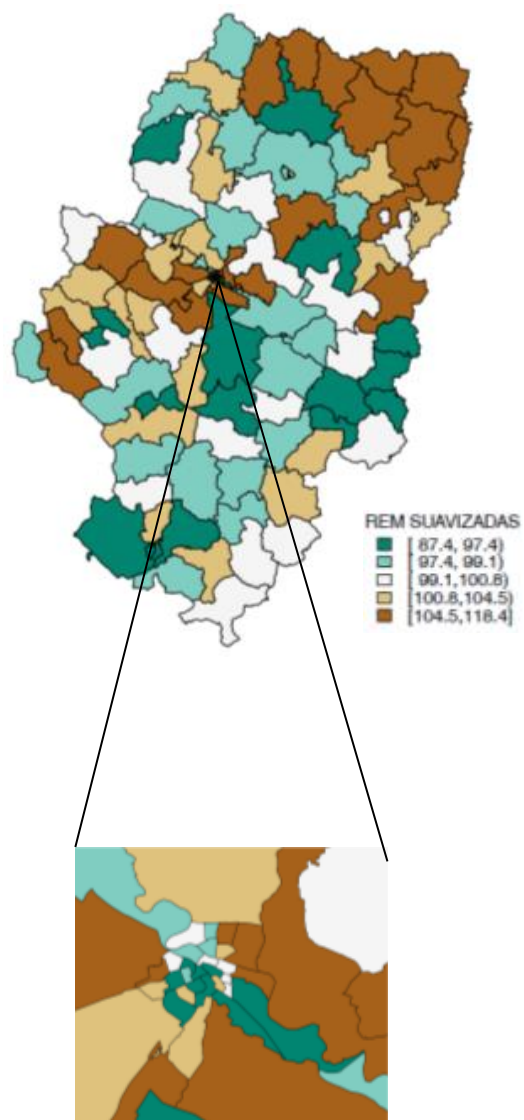 REM SUAVIZADAS
[ 87.4, 97.4)
[ 97.4, 99.1)
[ 99.1,100.8)
[100.8,104.5)
[104.5,118.4]